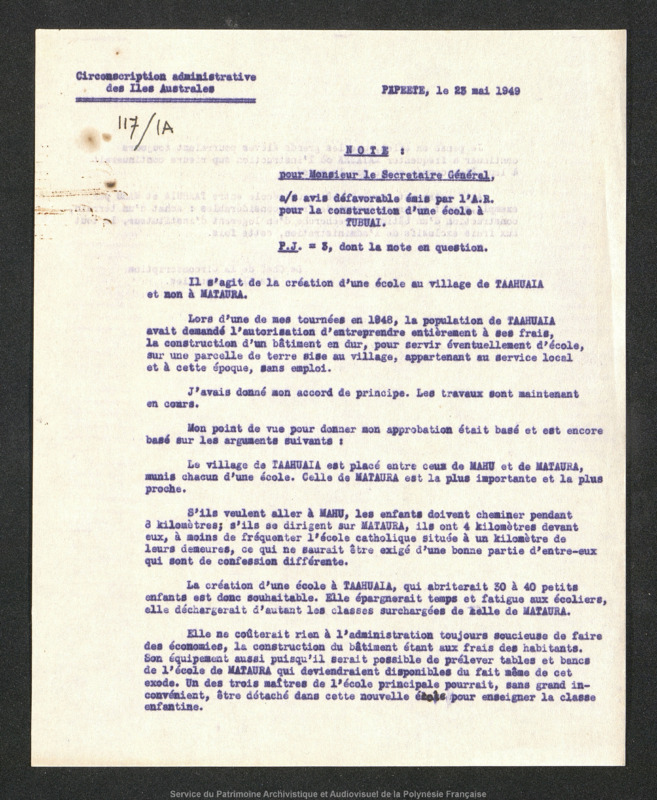 Circonscription administrative
des Iles Australes
PAPEETE, le 23 mai 1949
117/IA
NOTE :
pour Monsieur le Secretaire Général,
a/s avis défavorable émis par l'A.R.
pour la construction d'une école à
TUBUAI.
P.J. = 3, dont la note en question.
Il s'agit de la création d'une école au village de TAAHUAIA
et non à MATAURA.
Lors d'une de mes tournées en 1948, la population de TAAHUAIA
avait demandé l'autorisation d'entreprendre entièrement à ses frais,
la construction d'un bâtiment en dur, pour servir éventuellement d'école,
sur une parcelle de terre sise au village, appartenant au service local
et à cette époque, sans emploi.
J'avais donné mon accord de principe. Les travaux sont maintenant
en cours.
Mon point de vue pour donner mon approbation était basé et est encore
basé sur les arguments suivants :
Le village de TAAHUAIA est placé entre ceux de MAHU et de MATAURA,
munis chacun d'une école. Celle de MATAURA est la plus importante et la plus
proche.
S'ils veulent aller à MAHU, les enfants doivent cheminer pendant
8 kilomètres; s'ils se dirigent sur MATAURA, ils ont 4 kilomètres devant
eux, à moins de fréquenter l'école catholique située à un kilomètre de
leurs demeures, ce qui ne saurait être exigé d'une bonne partie d'entre-eux
qui sont de confession différente.
La création d'une école à TAAHUAIA, qui abriterait 30 à 40 petits
enfants est donc souhaitable. Elle épargnerait temps et fatigue aux écoliers,
elle déchargerait d'autant les classes surchargées de celle de MATAURA.
Elle ne coûterait rien à l'administration toujours soucieuse de faire
des économies, la construction du bâtiment étant aux frais des habitants.
Son équipement aussi puisqu'il serait possible de prélever tables et bancs
de l'école de MATAURA qui deviendraient disponibles du fait même de cet
exode. Un des trois maîtres de l'école principale pourrait, sans grand in-
convénient, être détaché dans cette nouvelle école pour enseigner la classe
enfantine.
Service du Patrimoine Archivistique et Audiovisuel de la Polynésie Française